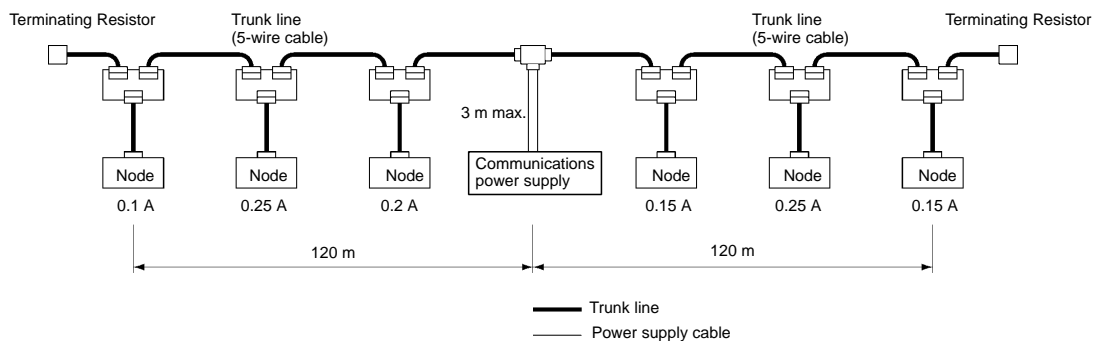 Terminating Resistor
Trunk line
(5-wire cable)
Trunk line
(5-wire cable)
Terminating Resistor
3 m max.
Communications
power supply
Node
Node
Node
Node
Node
Node
0.1 A
0.25 A
0.2 A
0.15 A
0.25 A
0.15 A
120 m
120 m
Trunk line
Power supply cable